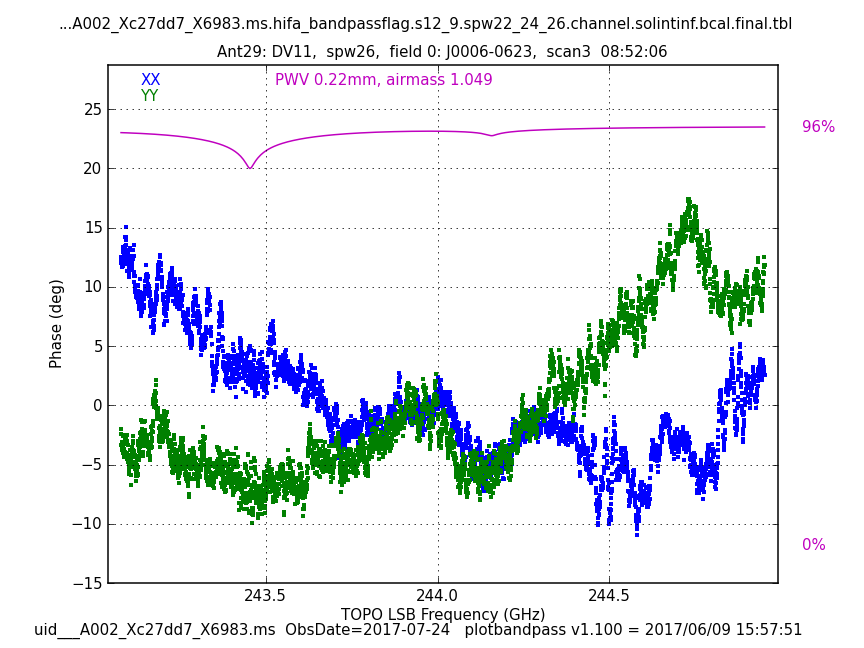 ...A002_Xc27dd7_X6983.ms.hifa_bandpassflag.s12_9.spw22_24_26.channel.solintinf.bcal.final.tbl
Ant29: DV11, spw26, field 0: J0006-0623, scan3 08:52:06
XX PWV 0.22mm, airmass 1.049
YY
25
96%
20
15
10
5
0
−5
−10
0%
−15
Phase (deg)
243.5 244.0 244.5
TOPO LSB Frequency (GHz)
uid___A002_Xc27dd7_X6983.ms ObsDate=2017-07-24 plotbandpass v1.100 = 2017/06/09 15:57:51